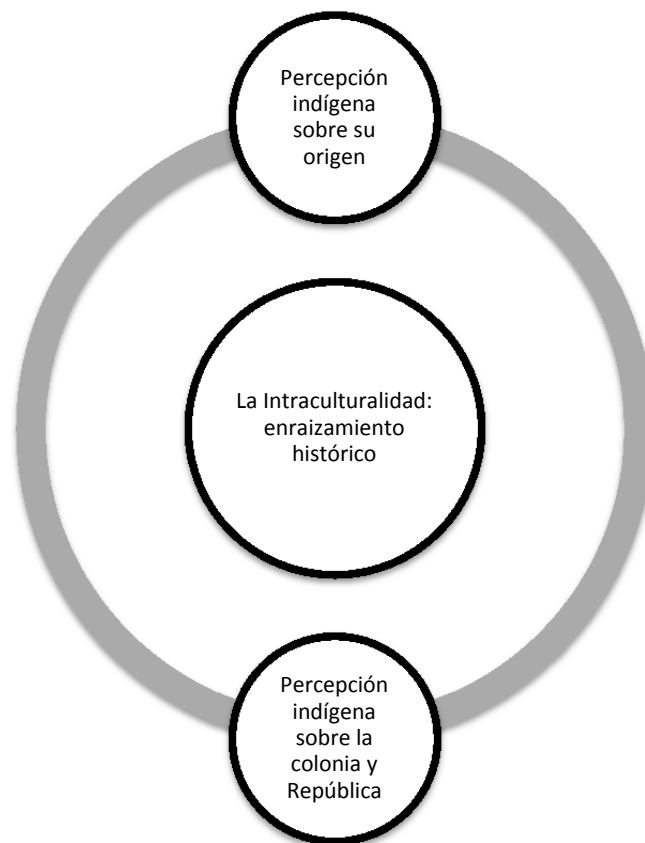 Percepción
indígena
sobre su
origen
La Intraculturalidad:
enraizamiento
histórico
Percepción
indígena
sobre la
colonia y
República